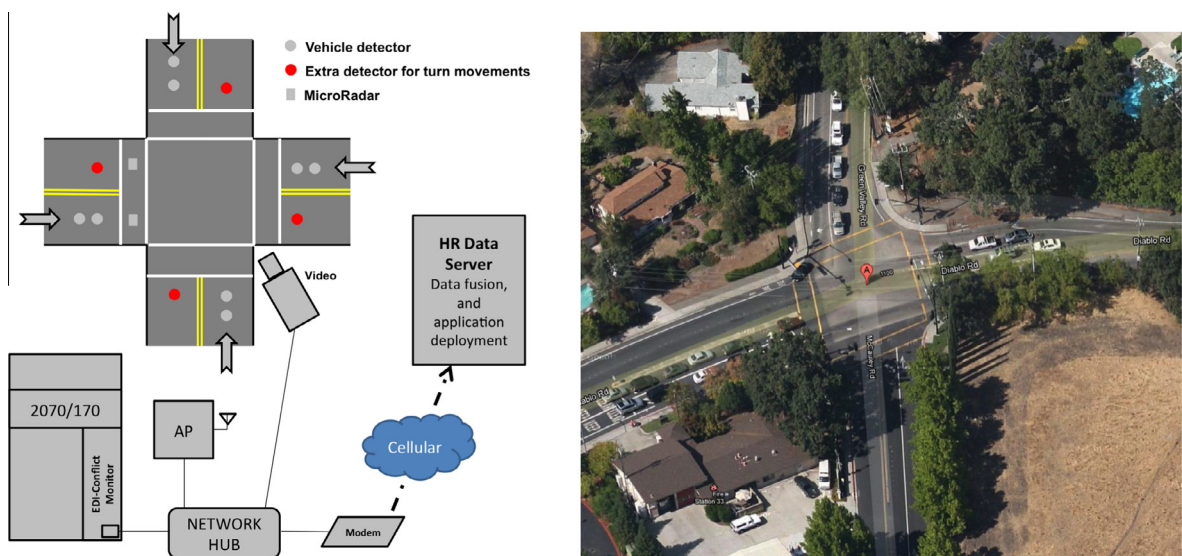 Vehicle detector
Extra detector for turn movements
MicroRadar
Video
HR Data
Server
Data fusion,
and
application
deployment
2070/170
AP
EDI-Conflict
Monitor
Cellular
NETWORK
HUB
Modem
Green Valley Rd
Diablo Rd
Diablo Rd
A
McCauley Rd
Diablo Rd
Fire
Station 33